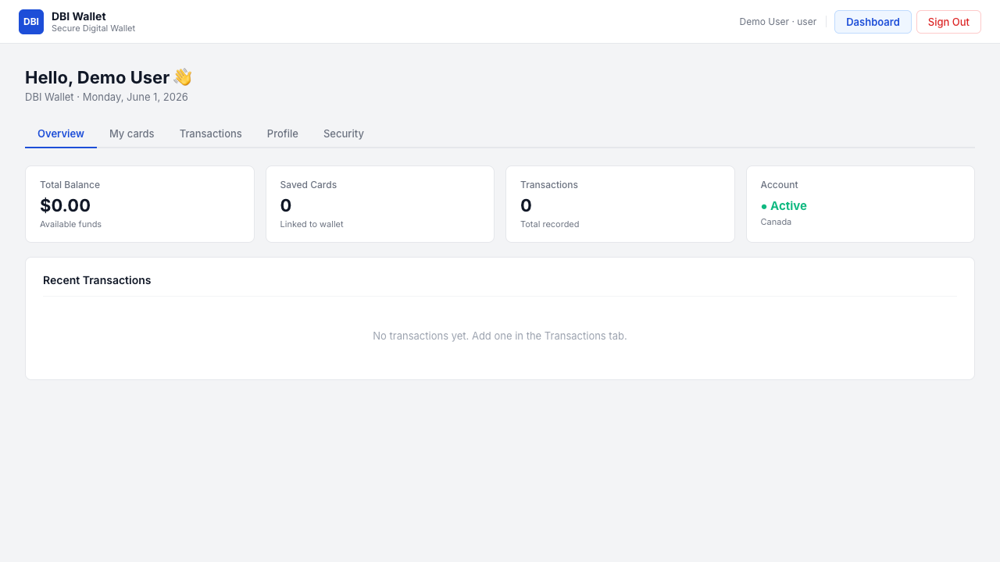 DBI
DBI Wallet
Secure Digital Wallet
Demo User · user
Dashboard
Sign Out
Hello, Demo User 👋
DBI Wallet · Monday, June 1, 2026
Overview
My cards
Transactions
Profile
Security
Total Balance
$0.00
Available funds
Saved Cards
0
Linked to wallet
Transactions
0
Total recorded
Account
● Active
Canada
Recent Transactions
No transactions yet. Add one in the Transactions tab.